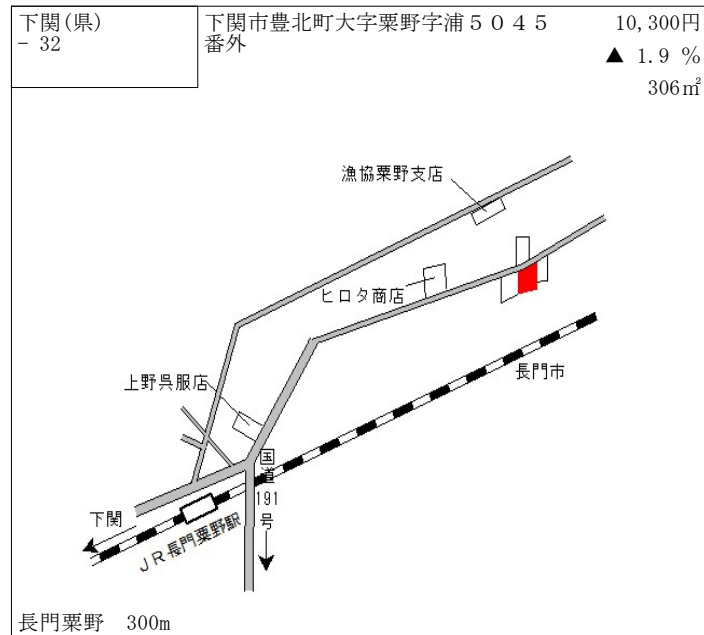 下関(県)
- 32
下関市豊北町大字粟野字浦５０４５
番外
10,300円
▲ 1.9 %
306㎡
漁協粟野支店
ヒロタ商店
長門市
上野呉服店
国道191号
下関
ＪＲ長門粟野駅
長門粟野　300m